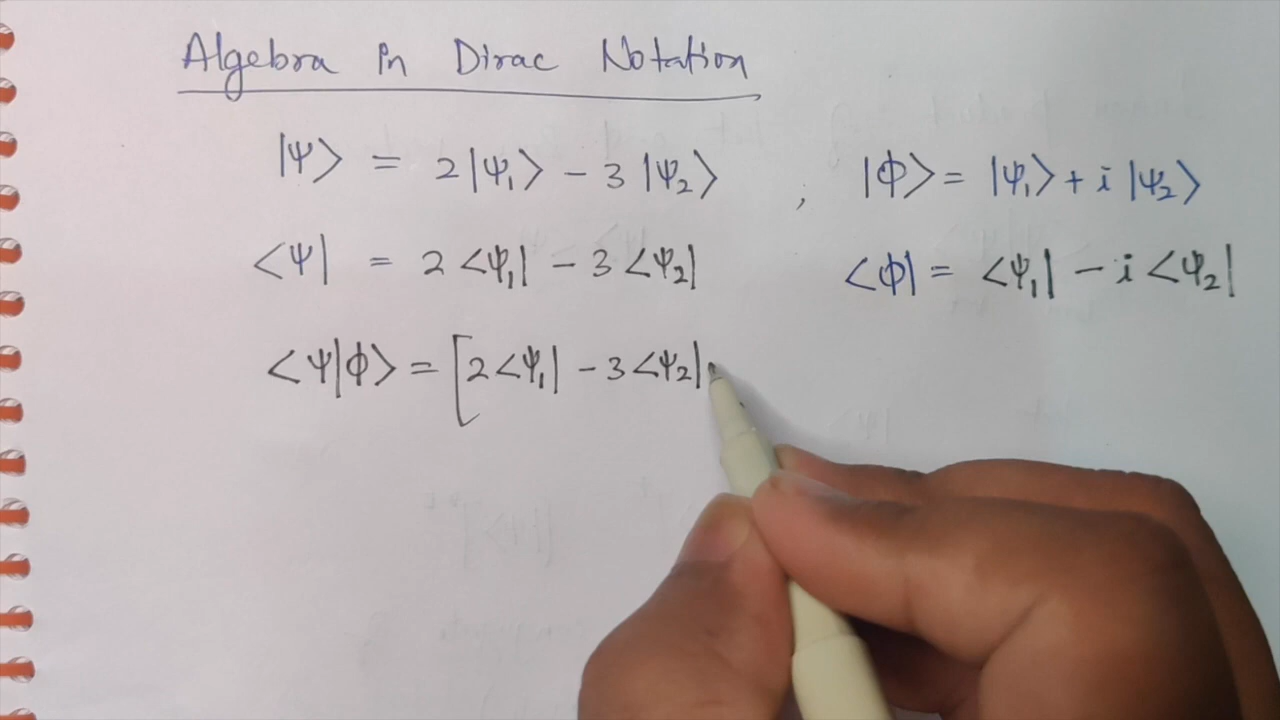 Algebra in Dirac Notation
|Ψ> = 2|Ψ₁> - 3|Ψ₂> , |Φ> = |Ψ₁> + i|Ψ₂>
<Ψ| = 2<Ψ₁| - 3<Ψ₂| <Φ| = <Ψ₁| - i<Ψ₂|
<Ψ|Φ> = [2<Ψ₁| - 3<Ψ₂|